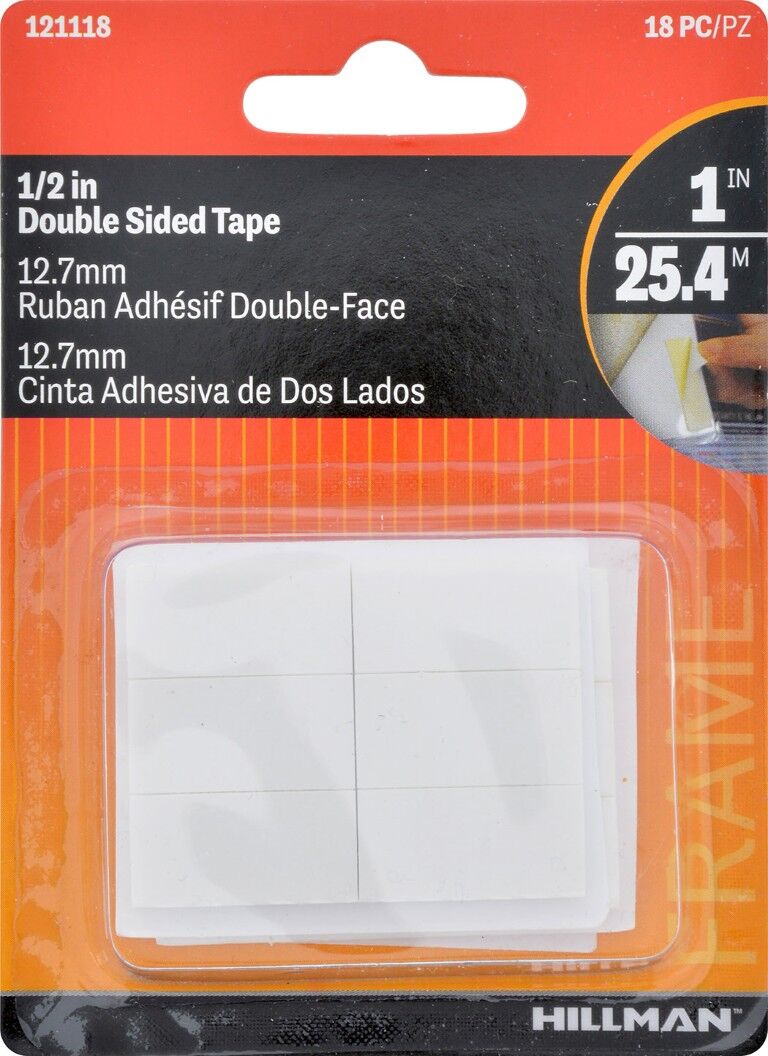 121118
18 PC/PZ
1/2 in
Double Sided Tape
12.7mm
Ruban Adhésif Double-Face
12.7mm
Cinta Adhesiva de Dos Lados
1 IN
25.4 M
FRAME
HILLMAN™